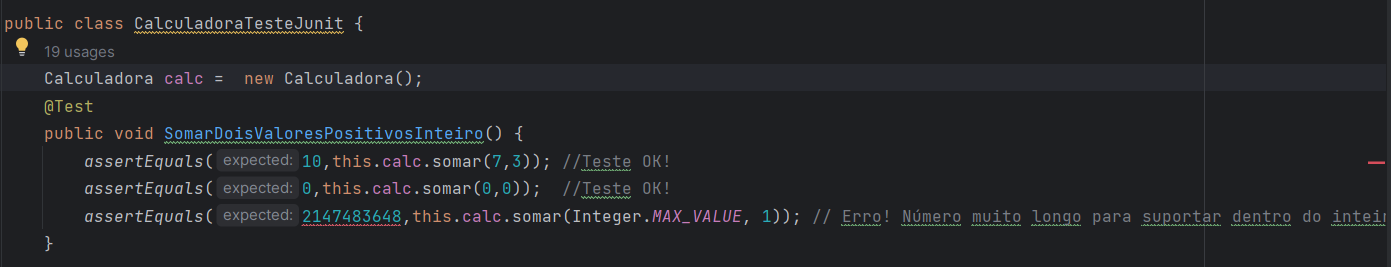 public class CalculadoraTesteJunit {
19 usages
Calculadora calc =  new Calculadora();
@Test
public void SomarDoisValoresPositivosInteiro() {
assertEquals( expected: 10,this.calc.somar(7,3)); //Teste OK!
assertEquals( expected: 0,this.calc.somar(0,0));  //Teste OK!
assertEquals( expected: 2147483648,this.calc.somar(Integer.MAX_VALUE, 1)); // Erro! Número muito longo para suportar dentro do intei
}